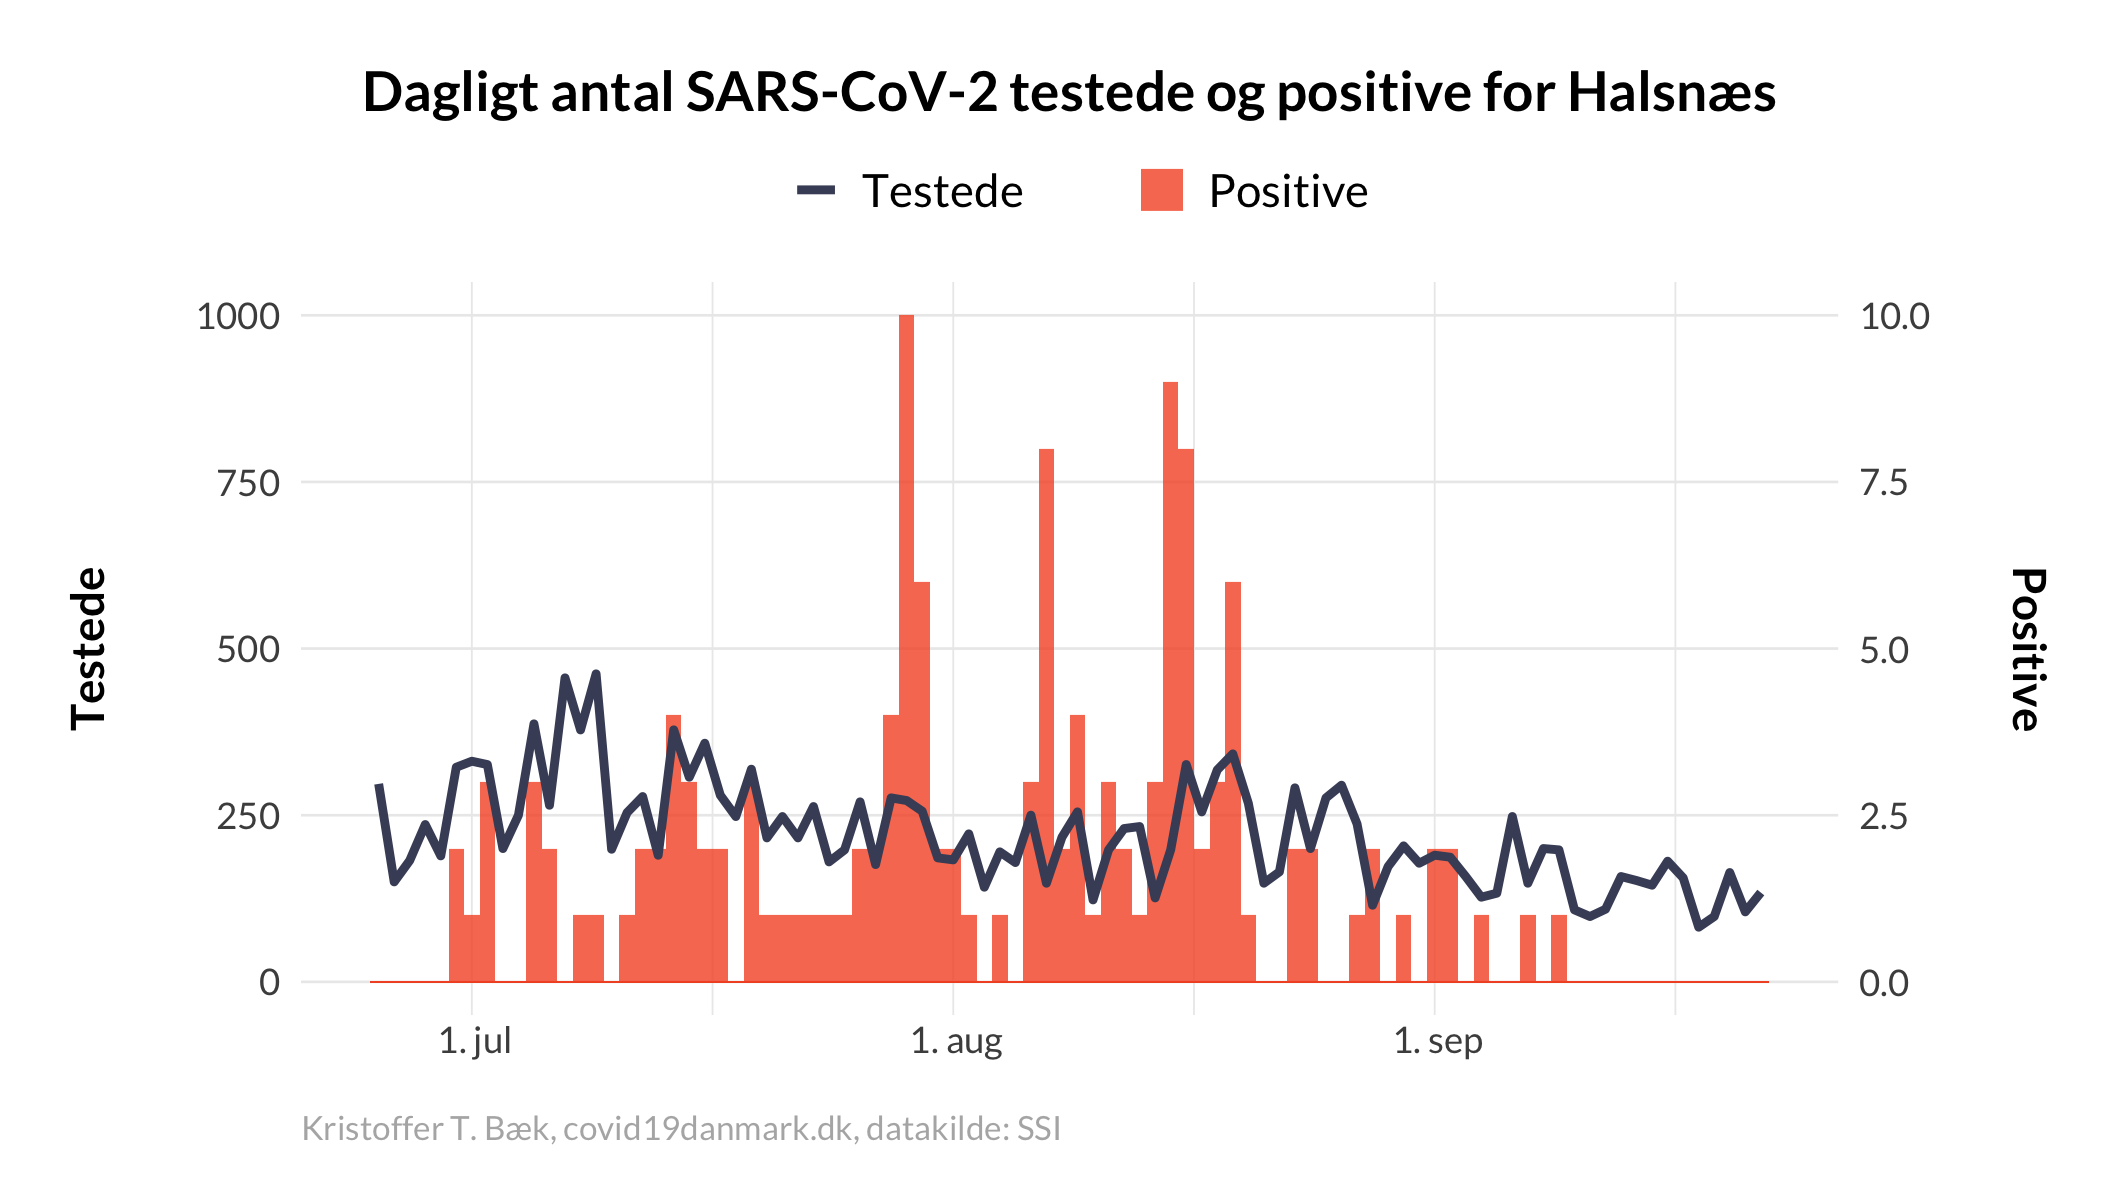 Dagligt antal SARS-CoV-2 testede og positive for Halsnæs
Testede
Positive
1000
750
500
250
0
10.0
7.5
5.0
2.5
0.0
Testede
Positive
1. jul
1. aug
1. sep
Kristoffer T. Bæk, covid19danmark.dk, datakilde: SSI